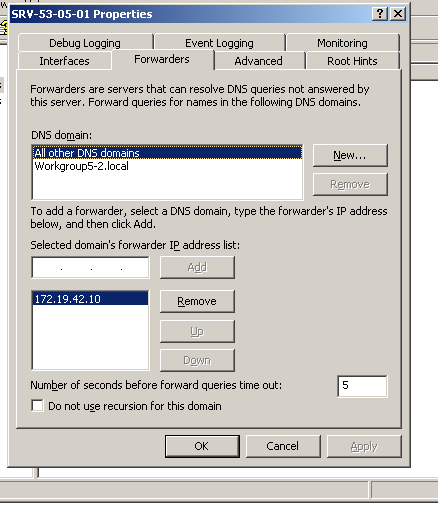 SRV-53-05-01 Properties
Debug Logging
Event Logging
Monitoring
Interfaces
Forwarders
Advanced
Root Hints
Forwarders are servers that can resolve DNS queries not answered by
this server. Forward queries for names in the following DNS domains.
DNS domain:
All other DNS domains
Workgroup5-2.local
New...
Remove
To add a forwarder, select a DNS domain, type the forwarder's IP address
below, and then click Add.
Selected domain's forwarder IP address list:
. . .
Add
172.19.42.10
Remove
Up
Down
Number of seconds before forward queries time out:
5
Do not use recursion for this domain
OK
Cancel
Apply